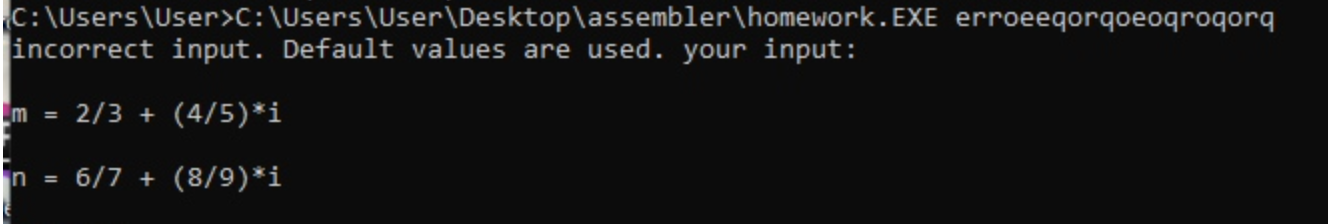 C:\Users\User>C:\Users\User\Desktop\assembler\homework.EXE erroeeqorqoeoqroqorq
incorrect input. Default values are used. your input:
m = 2/3 + (4/5)*i
n = 6/7 + (8/9)*i